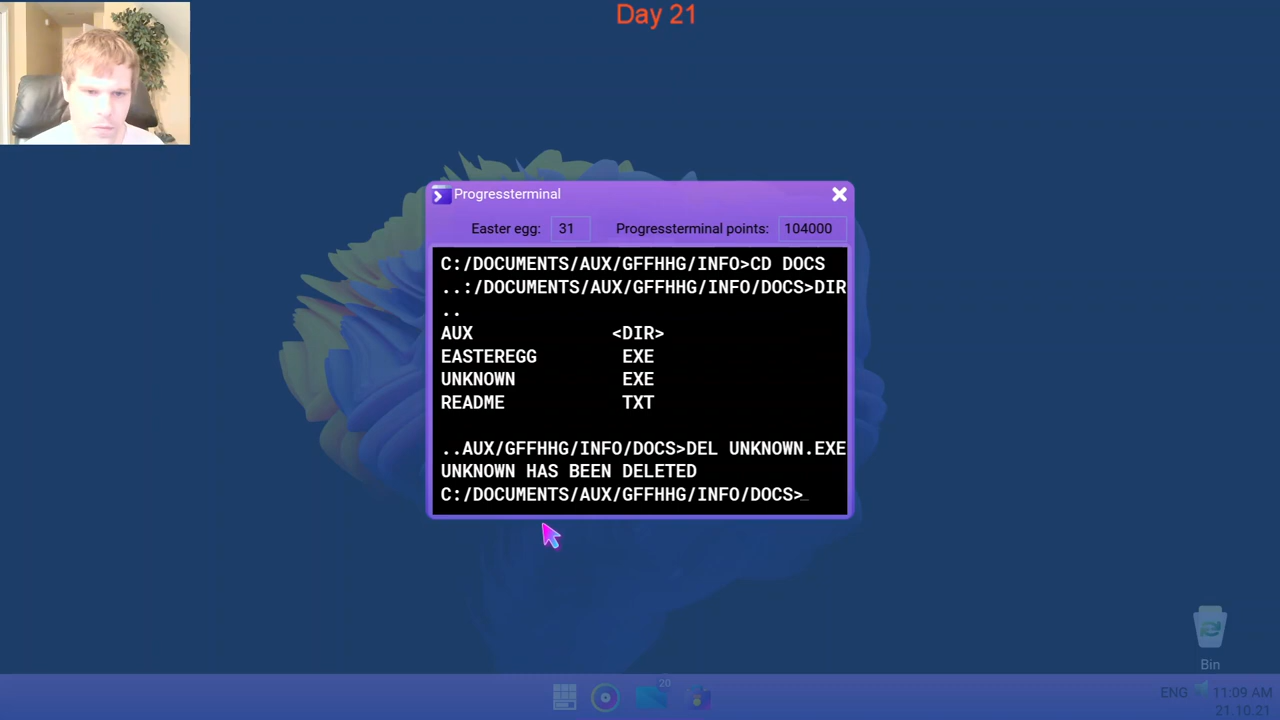 Day 21
Progressterminal
Easter egg: 31 Progressterminal points: 104000
C:/DOCUMENTS/AUX/GFFHHG/INFO>CD DOCS
..:/DOCUMENTS/AUX/GFFHHG/INFO/DOCS>DIR
..
AUX <DIR>
EASTEREGG EXE
UNKNOWN EXE
README TXT
..AUX/GFFHHG/INFO/DOCS>DEL UNKNOWN.EXE
UNKNOWN HAS BEEN DELETED
C:/DOCUMENTS/AUX/GFFHHG/INFO/DOCS>_
Bin
20
ENG 11:09 AM
21.10.21